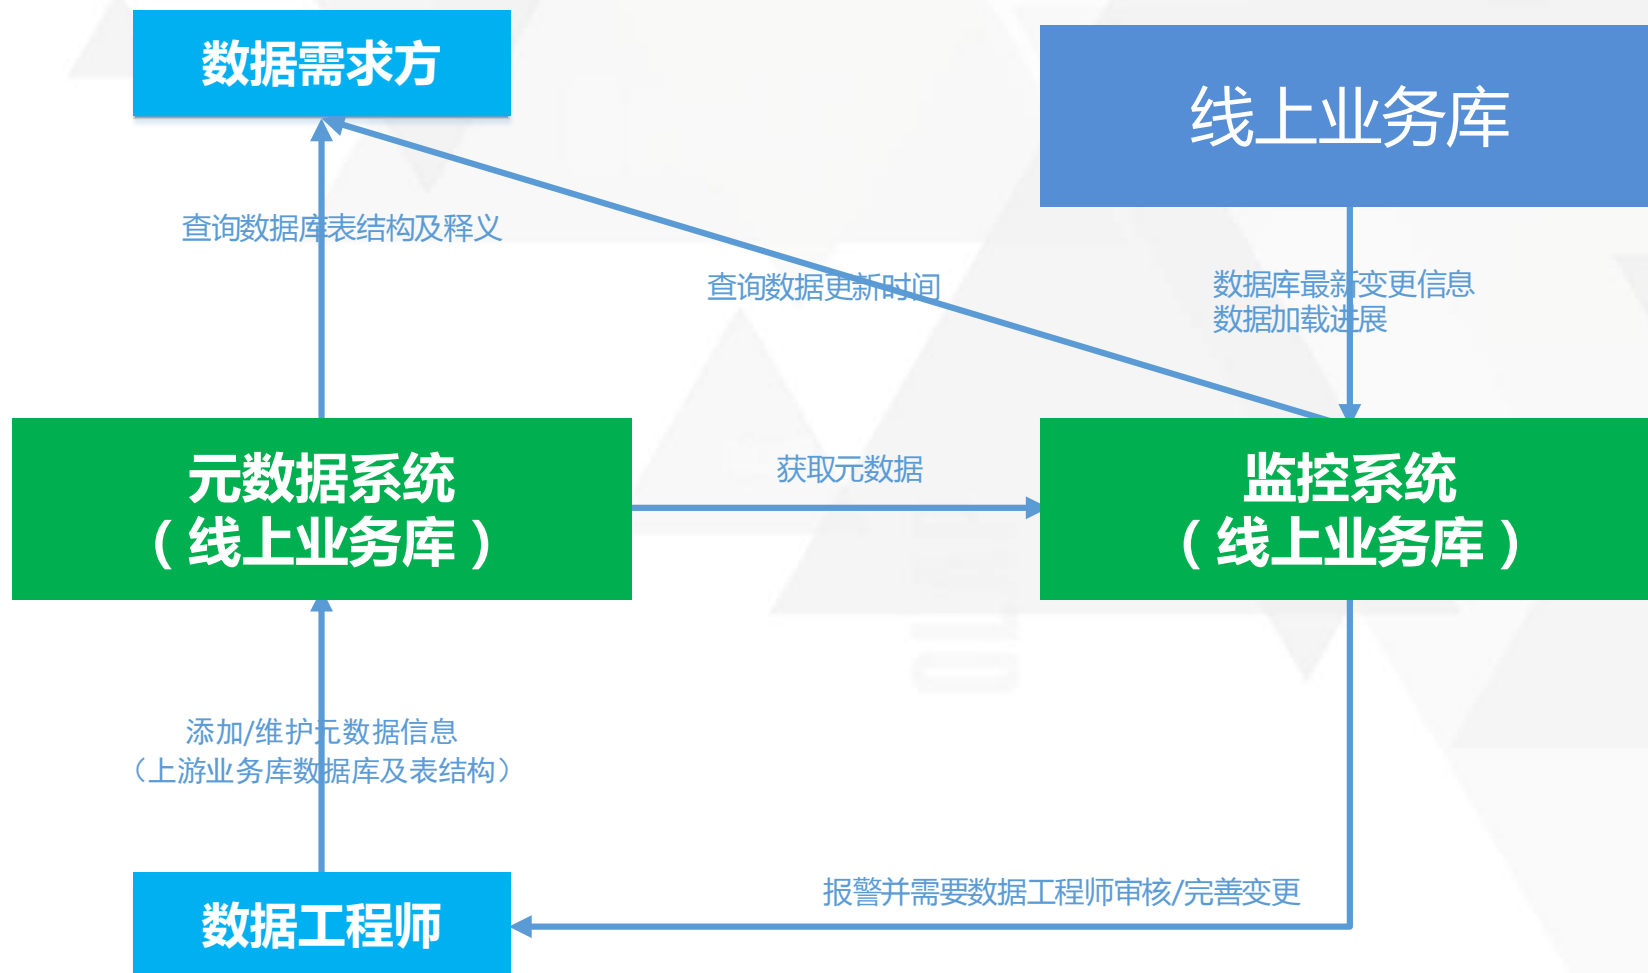 数据需求方
线上业务库
查询数据库表结构及释义
查询数据更新时间
数据库最新变更信息
数据加载进展
元数据系统
（线上业务库）
获取元数据
监控系统
（线上业务库）
添加/维护元数据信息
（上游业务库数据库及表结构）
报警并需要数据工程师审核/完善变更
数据工程师